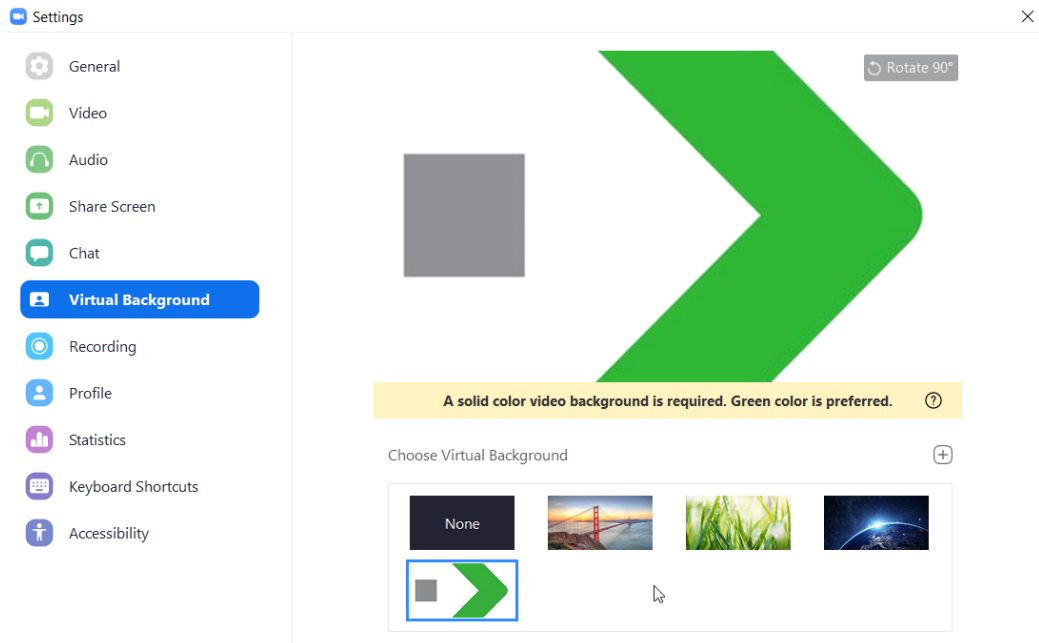 Settings
General
Video
Audio
Share Screen
Chat
Virtual Background
Recording
Profile
Statistics
Keyboard Shortcuts
Accessibility
Rotate 90°
A solid color video background is required. Green color is preferred.
Choose Virtual Background
None